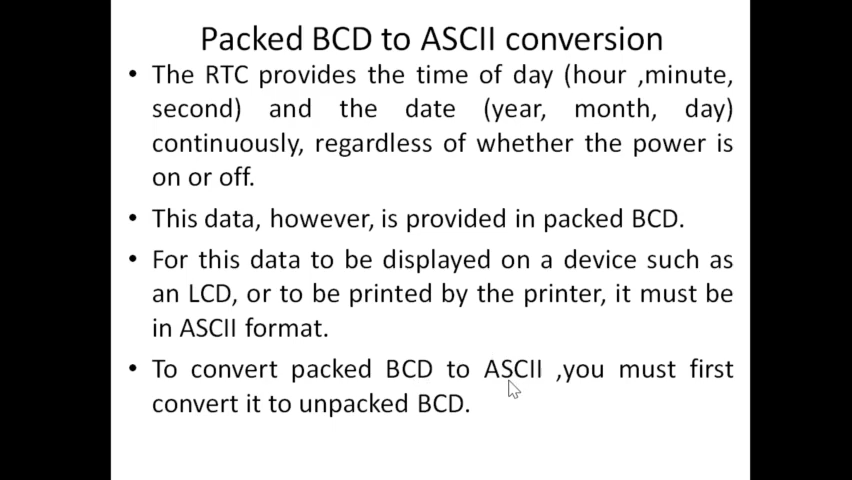 Packed BCD to ASCII conversion
• The RTC provides the time of day (hour ,minute,
second) and the date (year, month, day)
continuously, regardless of whether the power is
on or off.
• This data, however, is provided in packed BCD.
• For this data to be displayed on a device such as
an LCD, or to be printed by the printer, it must be
in ASCII format.
• To convert packed BCD to ASCII ,you must first
convert it to unpacked BCD.